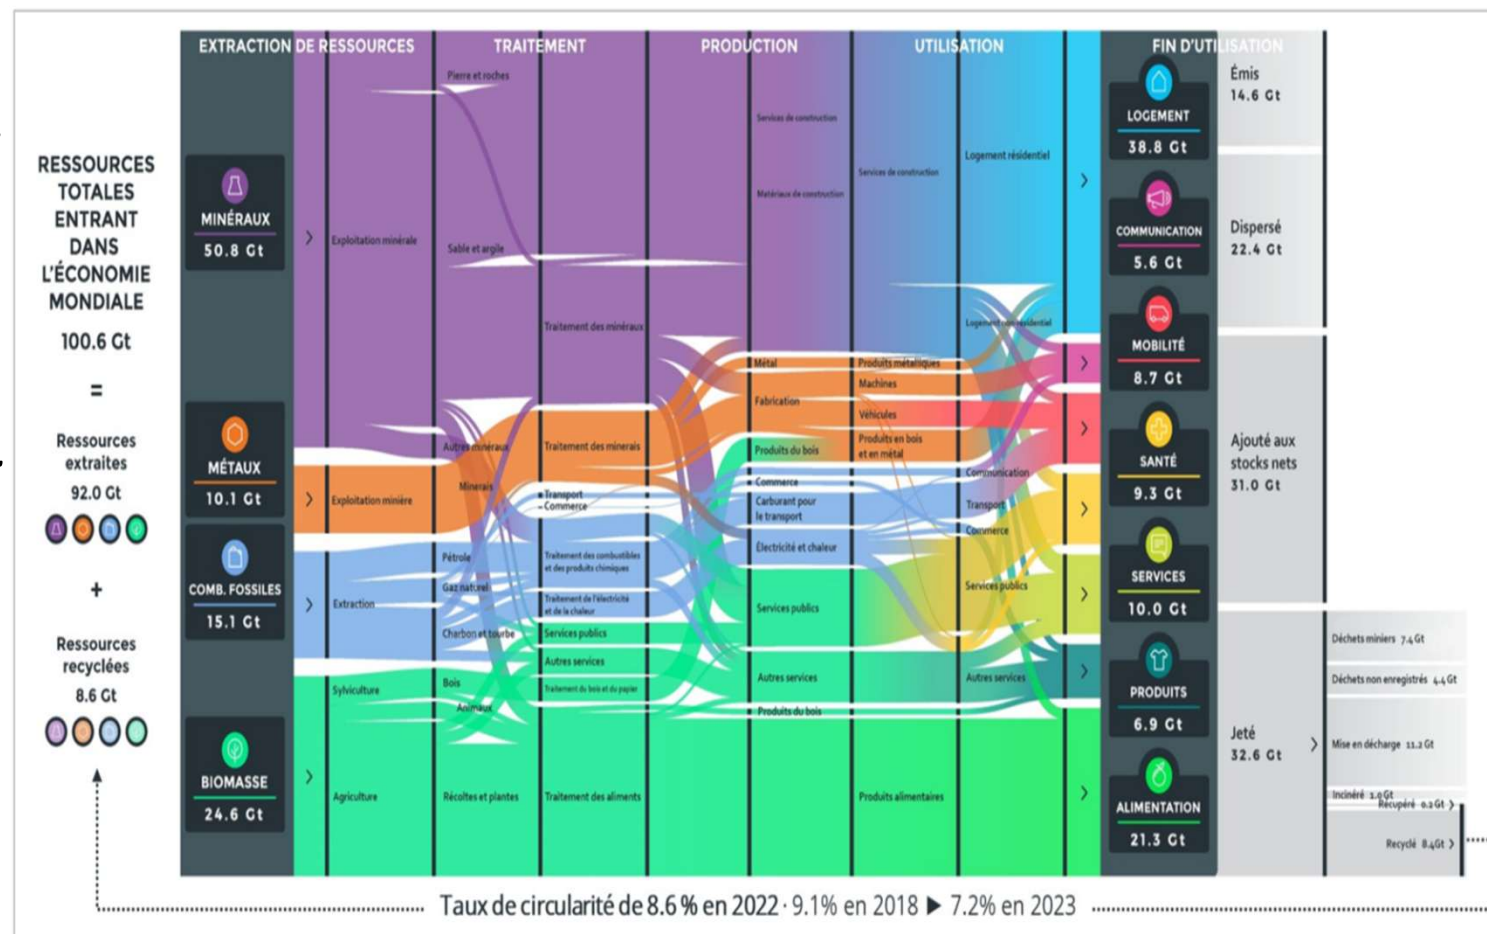 EXTRACTION DE RESSOURCES
TRAITEMENT
PRODUCTION
UTILISATION
FIN D'UTILISATION
RESSOURCES
TOTALES
ENTRANT
DANS
L'ÉCONOMIE
MONDIALE
100.6 Gt
=
Ressources
extraites
92.0 Gt
+
Ressources
recyclées
8.6 Gt
MINÉRAUX
50.8 Gt
MÉTAUX
10.1 Gt
COMB. FOSSILES
15.1 Gt
BIOMASSE
24.6 Gt
Exploitation minérale
Exploitation minière
Extraction
Sylviculture
Agriculture
Pierre et roches
Sable et argile
Autres minéraux
Minerais
Pétrole
Gaz naturel
Charbon et tourbe
Bois
Animaux
Récoltes et plantes
Traitement des minéraux
Traitement des minerais
Transport
Commerce
Traitement des combustibles
et des produits chimiques
Traitement de l'électricité
et de la chaleur
Services publics
Autres services
Traitement du bois et du papier
Traitement des aliments
Services de construction
Matériaux de construction
Métal
Fabrication
Produits du bois
Commerce
Carburant pour
le transport
Électricité et chaleur
Services publics
Autres services
Produits du bois
Services de construction
Produits métalliques
Machines
Véhicules
Produits en bois
et en métal
Produits alimentaires
Logement résidentiel
Logement non résidentiel
Communication
Transport
Commerce
Services publics
Autres services
LOGEMENT
38.8 Gt
COMMUNICATION
5.6 Gt
MOBILITÉ
8.7 Gt
SANTÉ
9.3 Gt
SERVICES
10.0 Gt
PRODUITS
6.9 Gt
ALIMENTATION
21.3 Gt
Émis
14.6 Gt
Dispersé
22.4 Gt
Ajouté aux
stocks nets
31.0 Gt
Jeté
32.6 Gt
Déchets miniers 7.4 Gt
Déchets non enregistrés 4.4 Gt
Mise en décharge 11.2 Gt
Incinéré 1.0 Gt
Récupéré 0.2 Gt
Recyclé 8.4 Gt
Taux de circularité de 8.6 % en 2022 · 9.1% en 2018 ▶ 7.2% en 2023